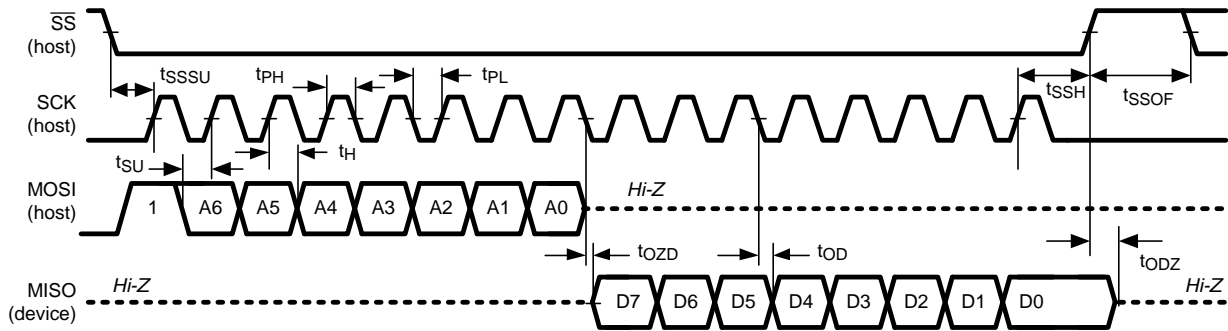 SS
(host)
tSSSU
tPH
tPL
tSSH
tSSOF
SCK
(host)
tSU
tH
MOSI
(host)
1 A6 A5 A4 A3 A2 A1 A0
Hi-Z
tOZD
tOD
tODZ
MISO
(device)
Hi-Z
D7 D6 D5 D4 D3 D2 D1 D0
Hi-Z